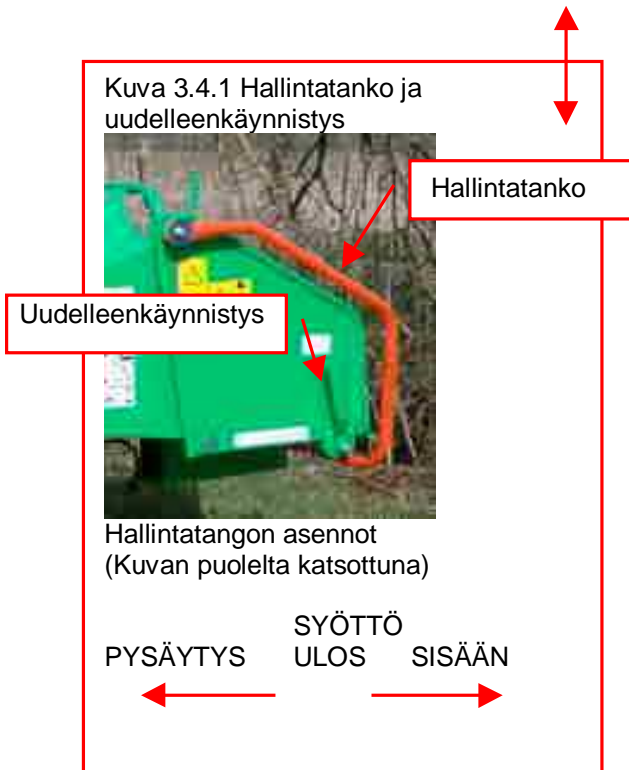 Kuva 3.4.1 Hallintatanko ja
uudelleenkäynnistys
Hallintatanko
Uudelleenkäynnistys
Hallintatangon asennot
(Kuvan puolelta katsottuna)
SYÖTTÖ
PYSÄYTYS ULOS SISÄÄN